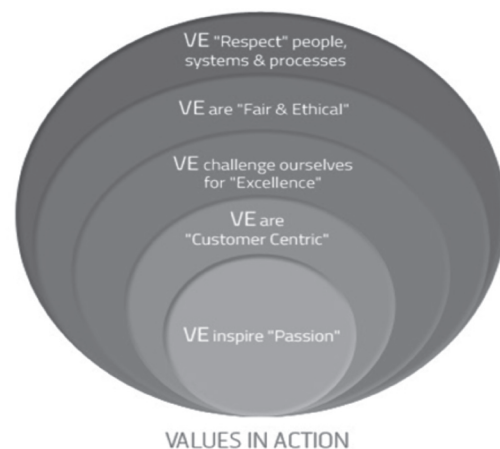 VE "Respect" people,
systems & processes
VE are "Fair & Ethical"
VE challenge ourselves
for "Excellence"
VE are
"Customer Centric"
VE inspire "Passion"
VALUES IN ACTION